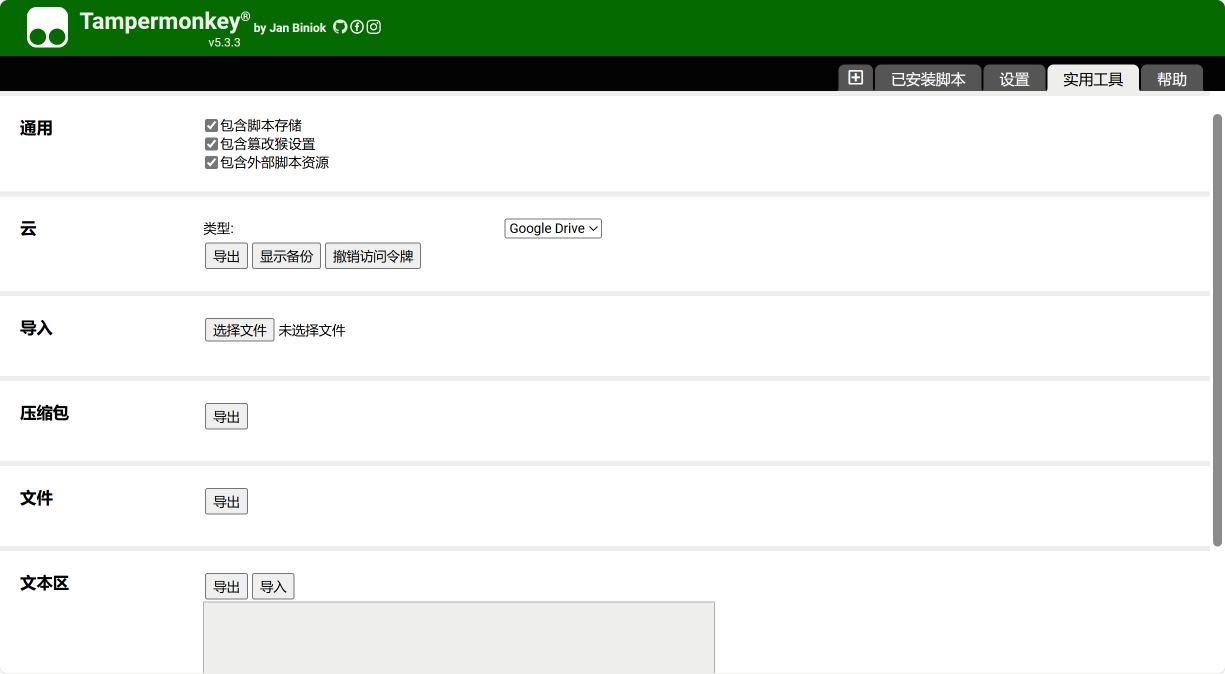 Tampermonkey® by Jan Biniok
v5.3.3
已安装脚本 设置 实用工具 帮助
通用
包含脚本存储
包含篡改猴设置
包含外部脚本资源
云
类型: Google Drive
导出 显示备份 撤销访问令牌
导入
选择文件 未选择文件
压缩包
导出
文件
导出
文本区
导出 导入